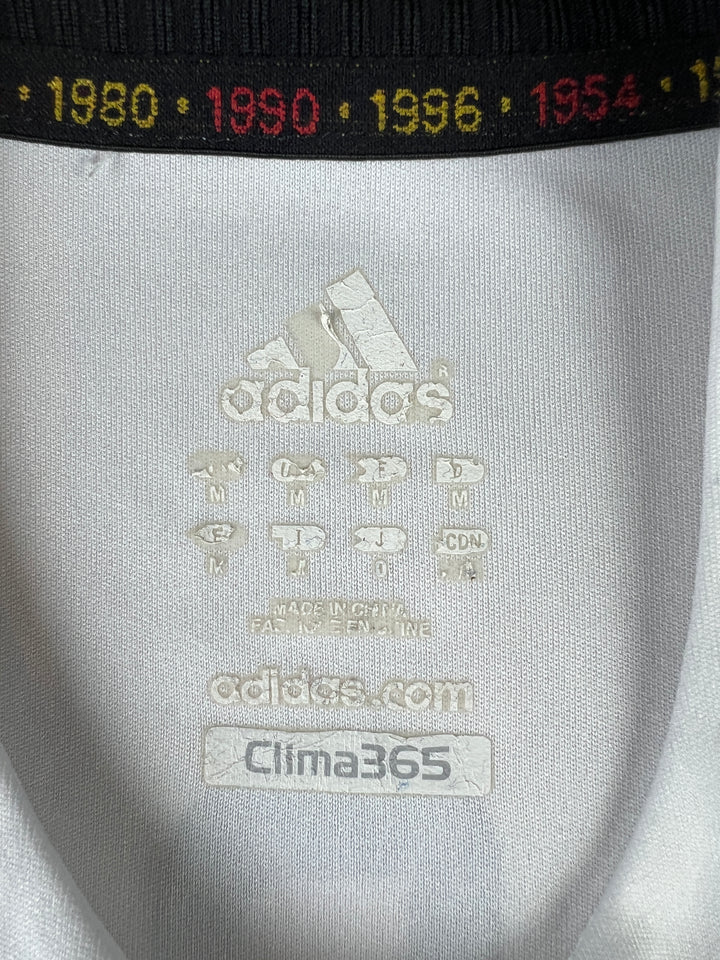 · 1980 · 1990 · 1996 · 1954 ·
adidas®
E D
M M M M
E I J CDN
M O
MADE IN CHINA
adidas.com
Clima365